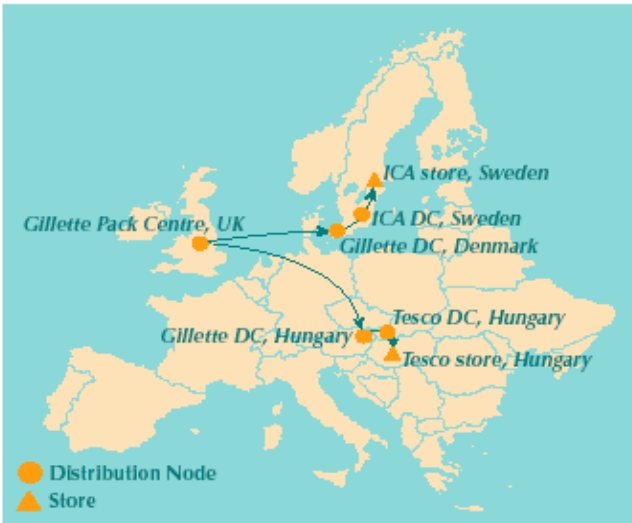 ICA store, Sweden
Gillette Pack Centre, UK
ICA DC, Sweden
Gillette DC, Denmark
Tesco DC, Hungary
Gillette DC, Hungary
Tesco store, Hungary
Distribution Node
Store